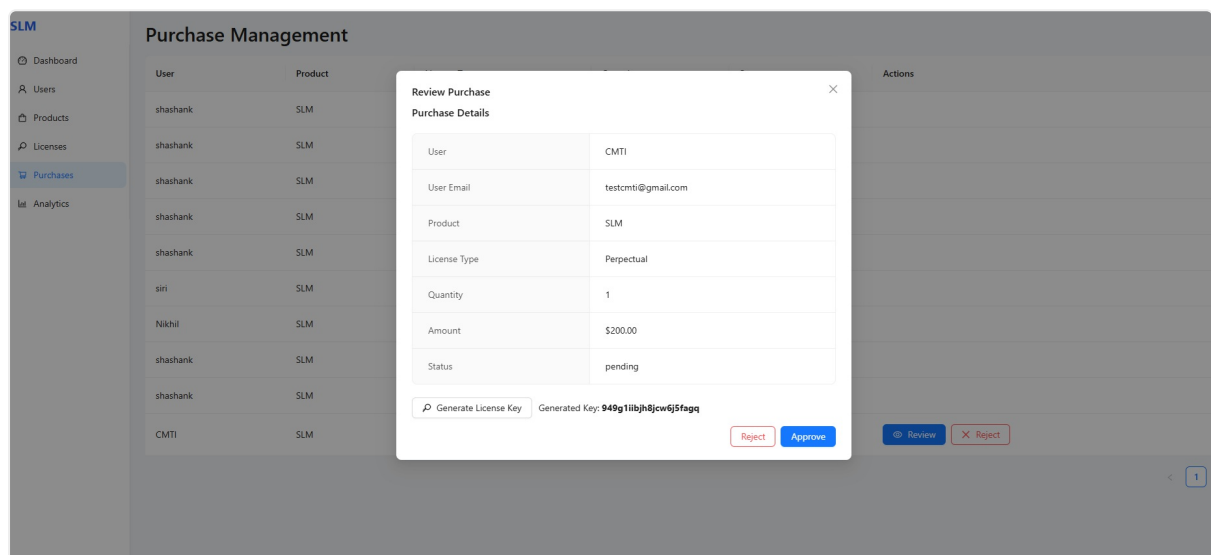 SLM
Purchase Management
Dashboard
Users
Products
Licenses
Purchases
Analytics
User Product Actions
shashank SLM
shashank SLM
shashank SLM
shashank SLM
shashank SLM
siri SLM
Nikhil SLM
shashank SLM
shashank SLM
CMTI SLM Review Reject
Review Purchase
Purchase Details
User CMTI
User Email testcmti@gmail.com
Product SLM
License Type Perpectual
Quantity 1
Amount $200.00
Status pending
Generate License Key Generated Key: 949g1iibjh8jcw6j5fagq
Reject Approve
1